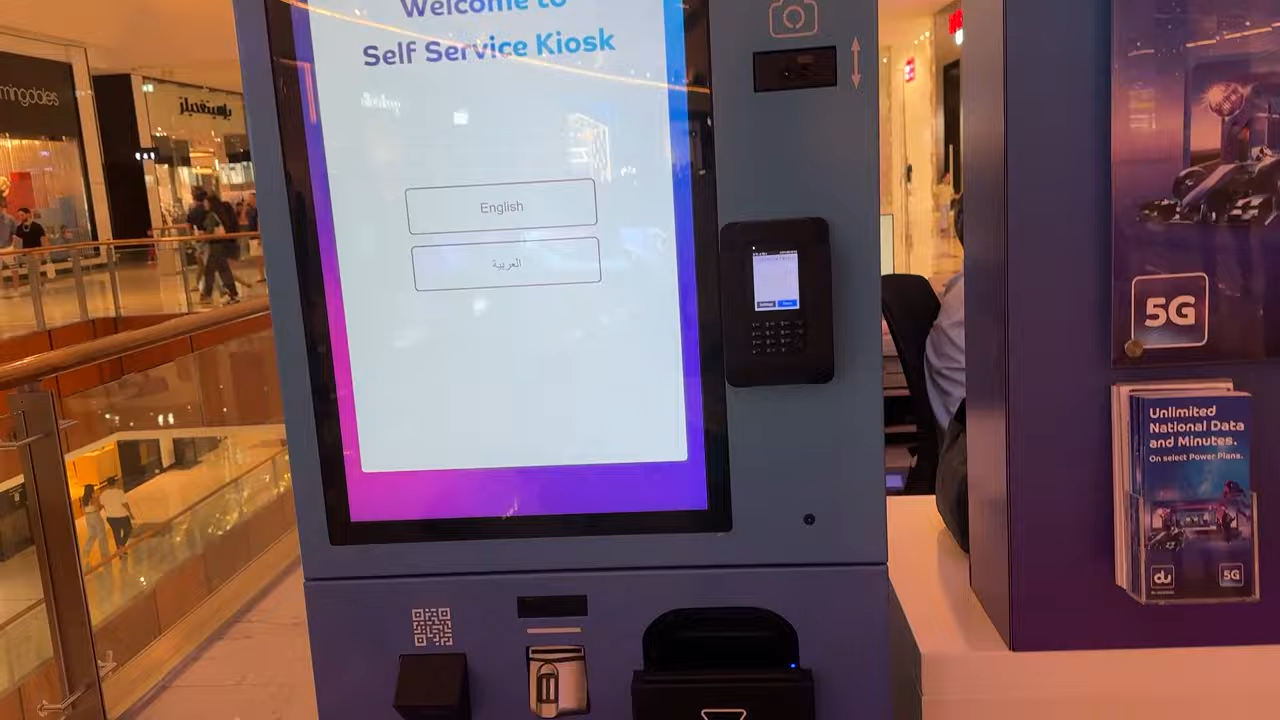 mingdales
بلومينغديلز
Welcome to
Self Service Kiosk
English
العربية
5G
Unlimited
National Data
and Minutes.
On select Power Plans.
du
5G